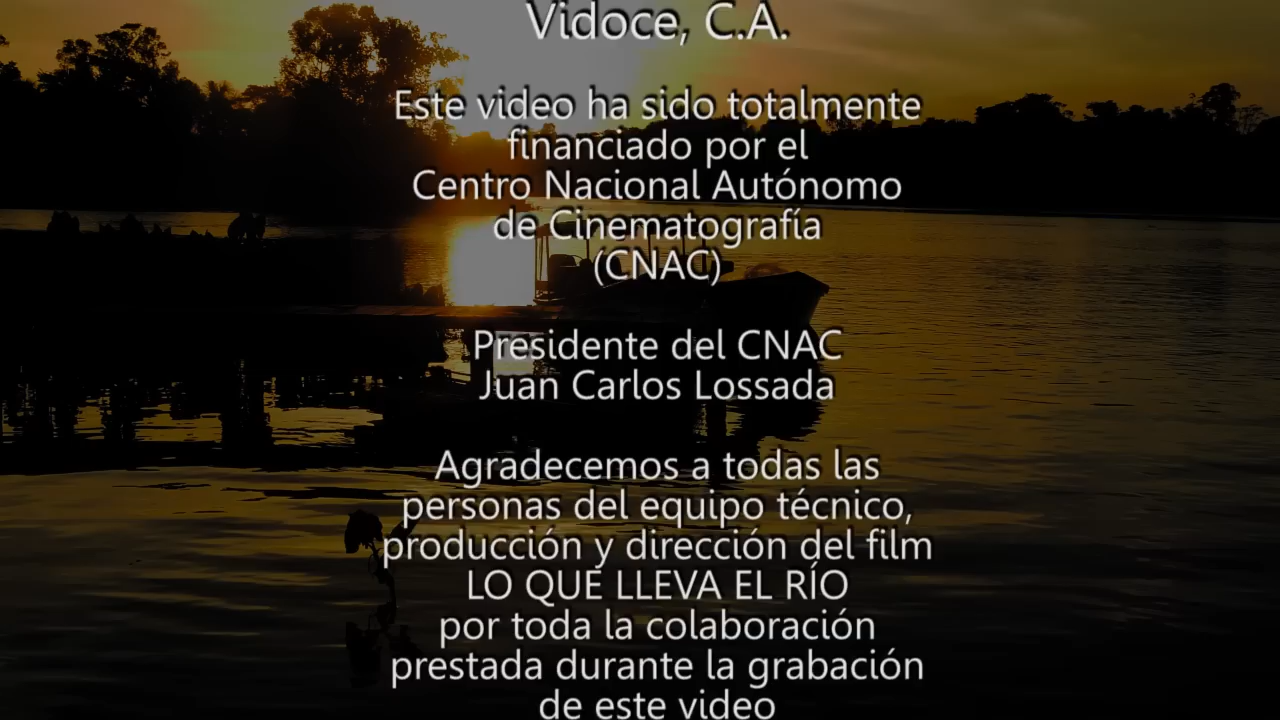 Vidoce, C.A.
Este video ha sido totalmente
financiado por el
Centro Nacional Autónomo
de Cinematografía
(CNAC)
Presidente del CNAC
Juan Carlos Lossada
Agradecemos a todas las
personas del equipo técnico,
producción y dirección del film
LO QUE LLEVA EL RÍO
por toda la colaboración
prestada durante la grabación
de este video